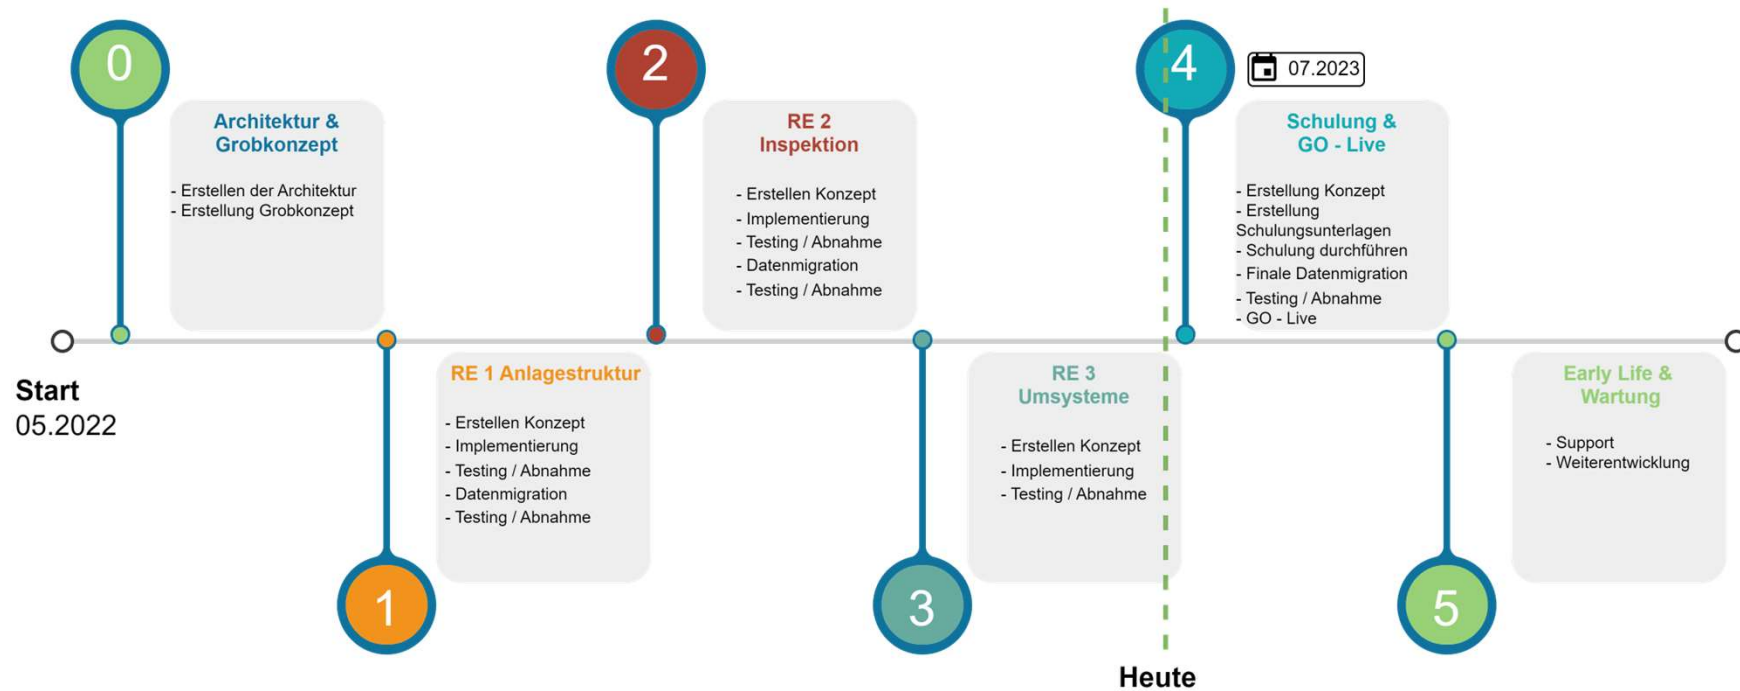 0
Architektur &
Grobkonzept
- Erstellen der Architektur
- Erstellung Grobkonzept
2
RE 2
Inspektion
- Erstellen Konzept
- Implementierung
- Testing / Abnahme
- Datenmigration
- Testing / Abnahme
4
07.2023
Schulung &
GO - Live
- Erstellung Konzept
- Erstellung
Schulungsunterlagen
- Schulung durchführen
- Finale Datenmigration
- Testing / Abnahme
- GO - Live
Start
05.2022
RE 1 Anlagestruktur
- Erstellen Konzept
- Implementierung
- Testing / Abnahme
- Datenmigration
- Testing / Abnahme
1
RE 3
Umsysteme
- Erstellen Konzept
- Implementierung
- Testing / Abnahme
3
Early Life &
Wartung
- Support
- Weiterentwicklung
5
Heute